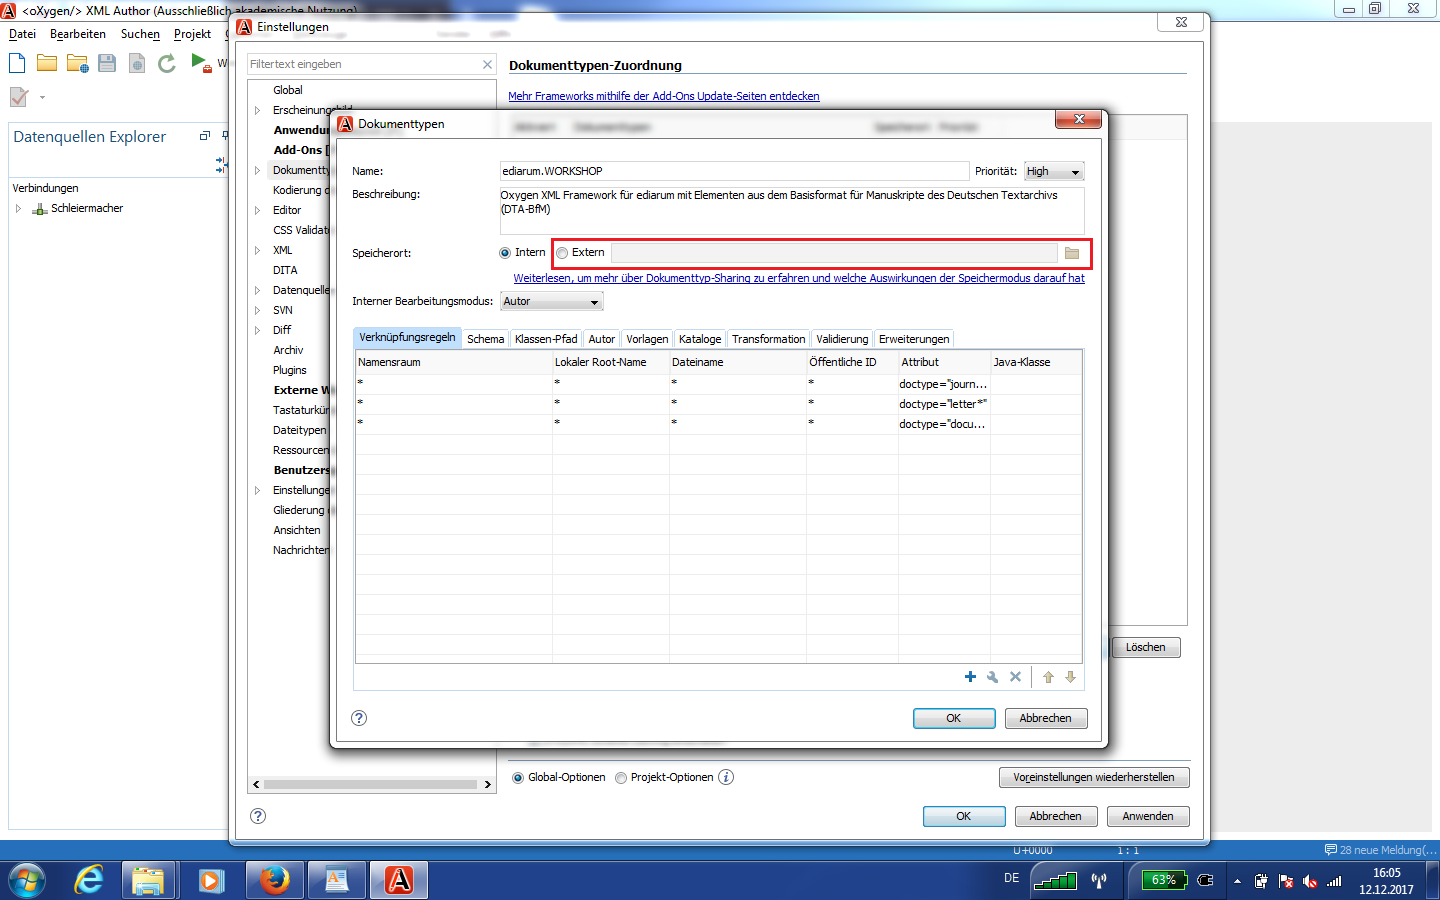 <oXygen/> XML Author (Ausschließlich akademische Nutzung)
Datei Bearbeiten Suchen Projekt
Einstellungen
Filtertext eingeben
Datenquellen Explorer
Verbindungen
Schleiermacher
Global
Erscheinungsbild
Anwendu
Add-Ons [
Dokumentty
Kodierung
Editor
CSS Validat
XML
DITA
Datenquelle
SVN
Diff
Archiv
Plugins
Externe W
Tastaturkür
Dateitypen
Ressourcen
Benutzers
Einstellunge
Gliederung
Ansichten
Nachrichten
Dokumenttypen-Zuordnung
Mehr Frameworks mithilfe der Add-Ons Update-Seiten entdecken
Dokumenttypen
Name: ediarum.WORKSHOP Priorität: High
Beschreibung: Oxygen XML Framework für ediarum mit Elementen aus dem Basisformat für Manuskripte des Deutschen Textarchivs
(DTA-BfM)
Speicherort: Intern Extern
Weiterlesen, um mehr über Dokumenttyp-Sharing zu erfahren und welche Auswirkungen der Speichermodus darauf hat
Interner Bearbeitungsmodus: Autor
Verknüpfungsregeln Schema Klassen-Pfad Autor Vorlagen Kataloge Transformation Validierung Erweiterungen
Namensraum Lokaler Root-Name Dateiname Öffentliche ID Attribut Java-Klasse
* * * * doctype="journ...
* * * * doctype="letter*"
* * * * doctype="docu...
OK Abbrechen
Löschen
Global-Optionen Projekt-Optionen
Voreinstellungen wiederherstellen
OK Abbrechen Anwenden
U+0000 1 : 1 28 neue Meldung(...
DE 63% 16:05
12.12.2017